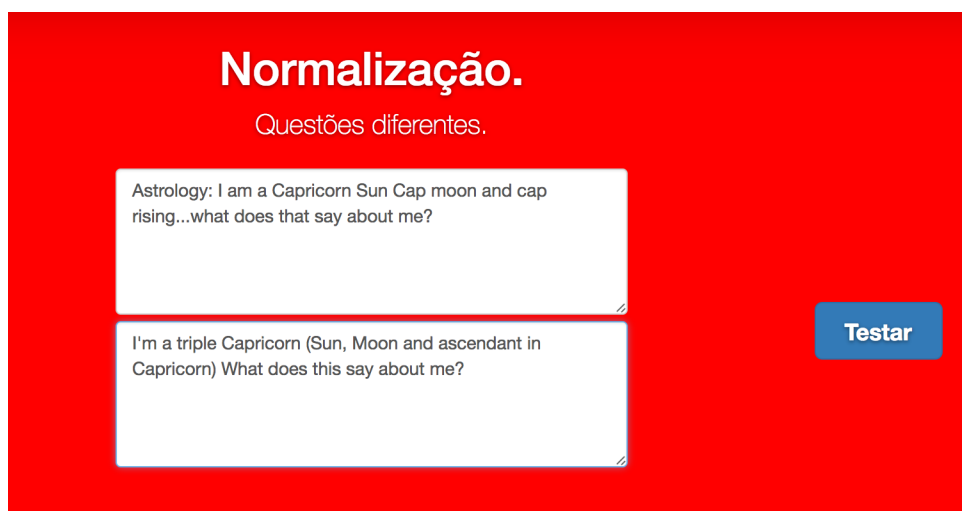 Normalização.
Questões diferentes.
Astrology: I am a Capricorn Sun Cap moon and cap
rising...what does that say about me?
I'm a triple Capricorn (Sun, Moon and ascendant in
Capricorn) What does this say about me?
Testar